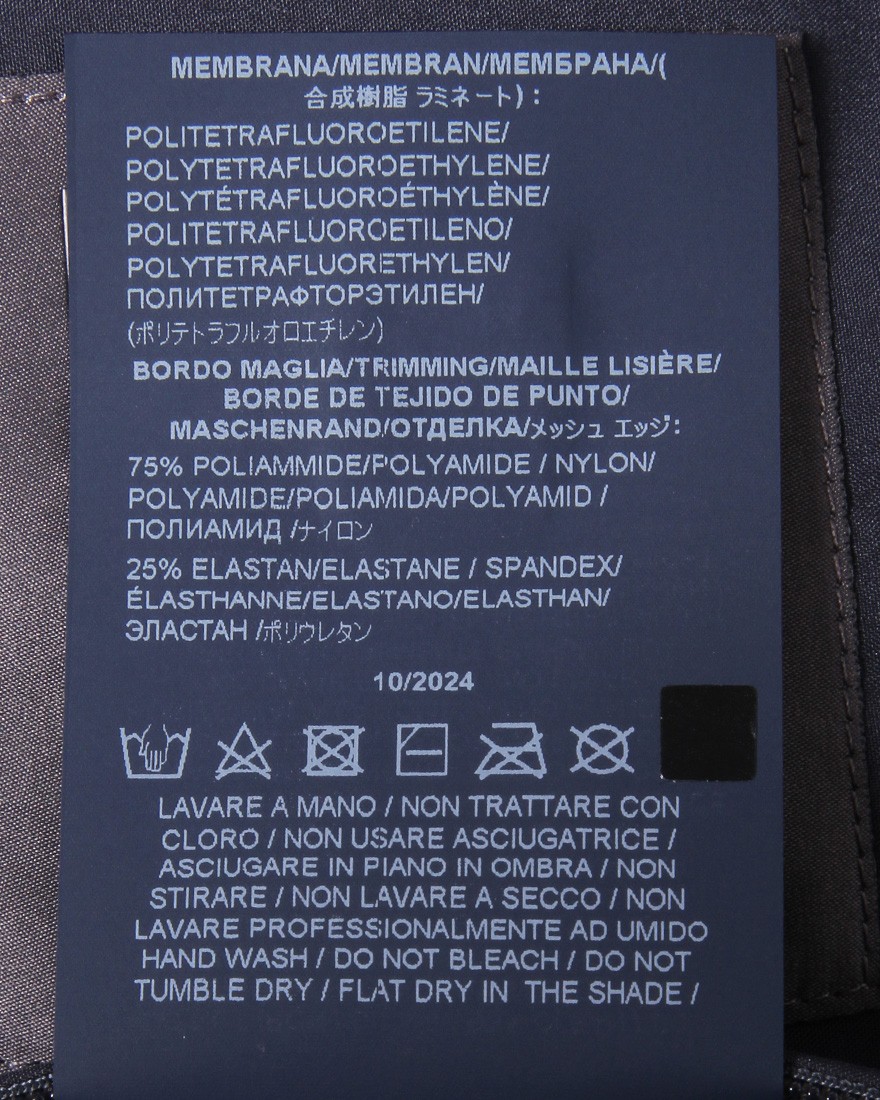 MEMBRANA/MEMBRAN/МЕМБРАНА/(
合成樹脂 ラミネート) :
POLITETRAFLUOROETILENE/
POLYTETRAFLUOROETHYLENE/
POLYTÉTRAFLUOROÉTHYLÈNE/
POLITETRAFLUOROETILENO/
POLYTETRAFLUORETHYLEN/
ПОЛИТЕТРАФТОРЭТИЛЕН/
(ポリテトラフルオロエチレン)
BORDO MAGLIA/TRIMMING/MAILLE LISIÈRE/
BORDE DE TEJIDO DE PUNTO/
MASCHENRAND/ОТДЕЛКА/メッシュ エッジ:
75% POLIAMMIDE/POLYAMIDE / NYLON/
POLYAMIDE/POLIAMIDA/POLYAMID /
ПОЛИАМИД /ナイロン
25% ELASTAN/ELASTANE / SPANDEX/
ÉLASTHANNE/ELASTANO/ELASTHAN/
ЭЛАСТАН /ポリウレタン
10/2024
LAVARE A MANO / NON TRATTARE CON
CLORO / NON USARE ASCIUGATRICE /
ASCIUGARE IN PIANO IN OMBRA / NON
STIRARE / NON LAVARE A SECCO / NON
LAVARE PROFESSIONALMENTE AD UMIDO
HAND WASH / DO NOT BLEACH / DO NOT
TUMBLE DRY / FLAT DRY IN THE SHADE /